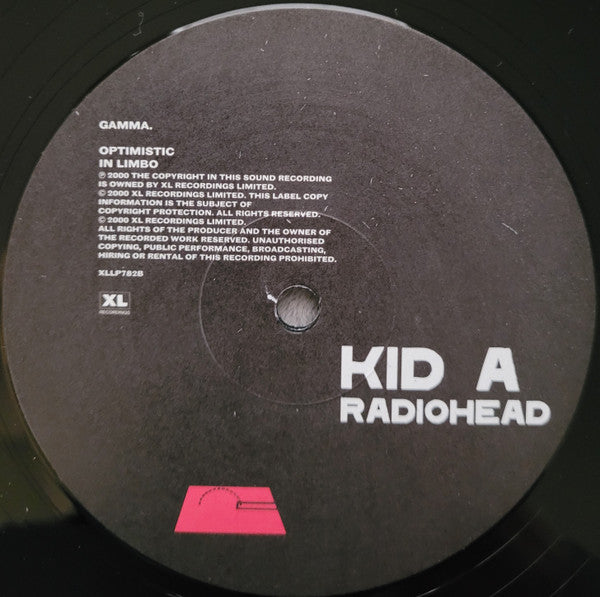 GAMMA.
OPTIMISTIC
IN LIMBO
℗ 2000 THE COPYRIGHT IN THIS SOUND RECORDING
IS OWNED BY XL RECORDINGS LIMITED.
© 2000 XL RECORDINGS LIMITED. THIS LABEL COPY
INFORMATION IS THE SUBJECT OF
COPYRIGHT PROTECTION. ALL RIGHTS RESERVED.
© 2000 XL RECORDINGS LIMITED.
ALL RIGHTS OF THE PRODUCER AND THE OWNER OF
THE RECORDED WORK RESERVED. UNAUTHORISED
COPYING, PUBLIC PERFORMANCE, BROADCASTING,
HIRING OR RENTAL OF THIS RECORDING PROHIBITED.
XLLP782B
XL
RECORDINGS
KID A
RADIOHEAD